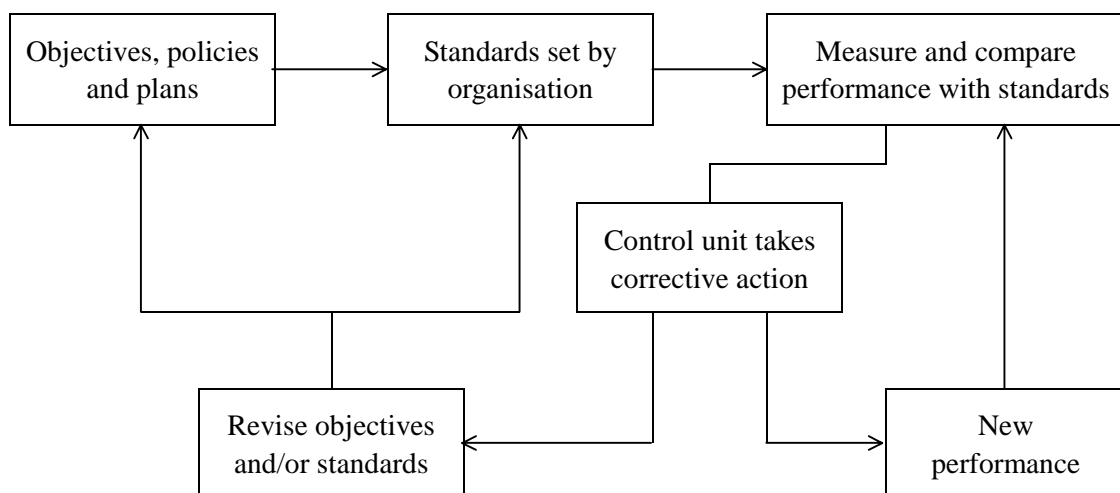 Objectives, policies
and plans
Standards set by
organisation
Measure and compare
performance with standards
Control unit takes
corrective action
Revise objectives
and/or standards
New
performance